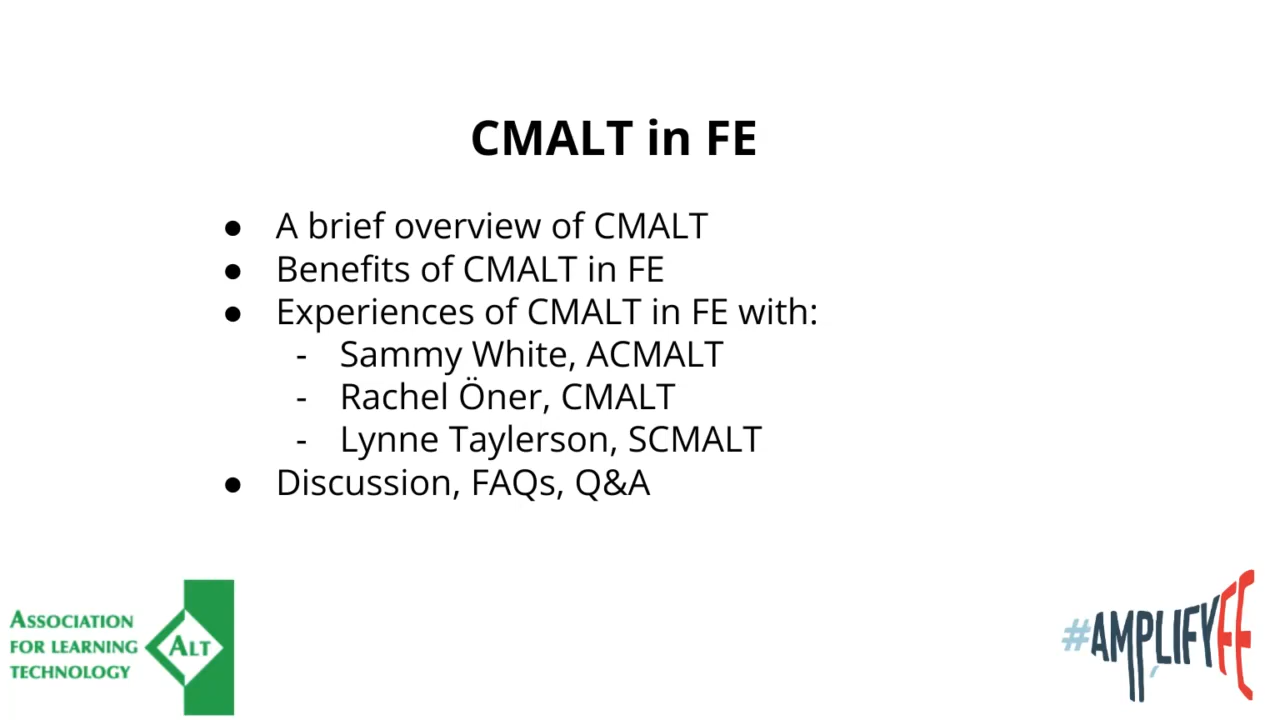 CMALT in FE
● A brief overview of CMALT
● Benefits of CMALT in FE
● Experiences of CMALT in FE with:
- Sammy White, ACMALT
- Rachel Öner, CMALT
- Lynne Taylerson, SCMALT
● Discussion, FAQs, Q&A
ASSOCIATION
FOR LEARNING
TECHNOLOGY
ALT
#AMPLIFYFE